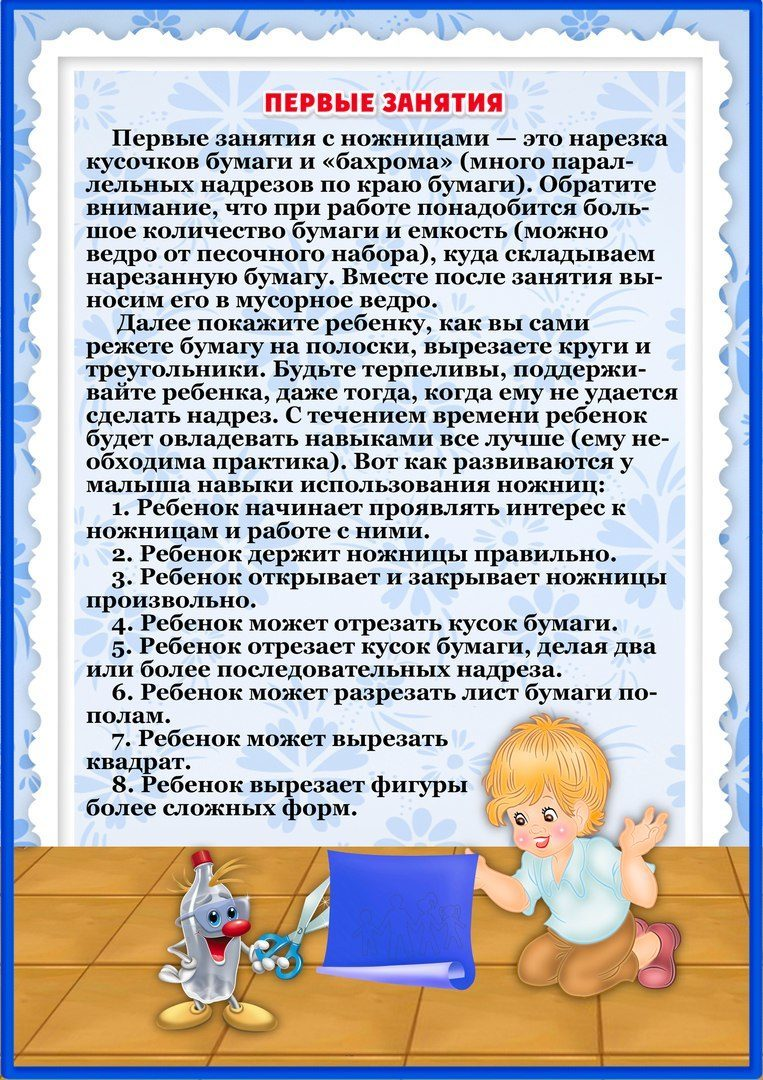 ПЕРВЫЕ ЗАНЯТИЯ
Первые занятия с ножницами — это нарезка
кусочков бумаги и «бахрома» (много парал-
лельных надрезов по краю бумаги). Обратите
внимание, что при работе понадобится боль-
шое количество бумаги и емкость (можно
ведро от песочного набора), куда складываем
нарезанную бумагу. Вместе после занятия вы-
носим его в мусорное ведро.
Далее покажите ребенку, как вы сами
режете бумагу на полоски, вырезаете круги и
треугольники. Будьте терпеливы, поддержи-
вайте ребенка, даже тогда, когда ему не удается
сделать надрез. С течением времени ребенок
будет овладевать навыками все лучше (ему не-
обходима практика). Вот как развиваются у
малыша навыки использования ножниц:
1. Ребенок начинает проявлять интерес к
ножницам и работе с ними.
2. Ребенок держит ножницы правильно.
3. Ребенок открывает и закрывает ножницы
произвольно.
4. Ребенок может отрезать кусок бумаги.
5. Ребенок отрезает кусок бумаги, делая два
или более последовательных надреза.
6. Ребенок может разрезать лист бумаги по-
полам.
7. Ребенок может вырезать
квадрат.
8. Ребенок вырезает фигуры
более сложных форм.